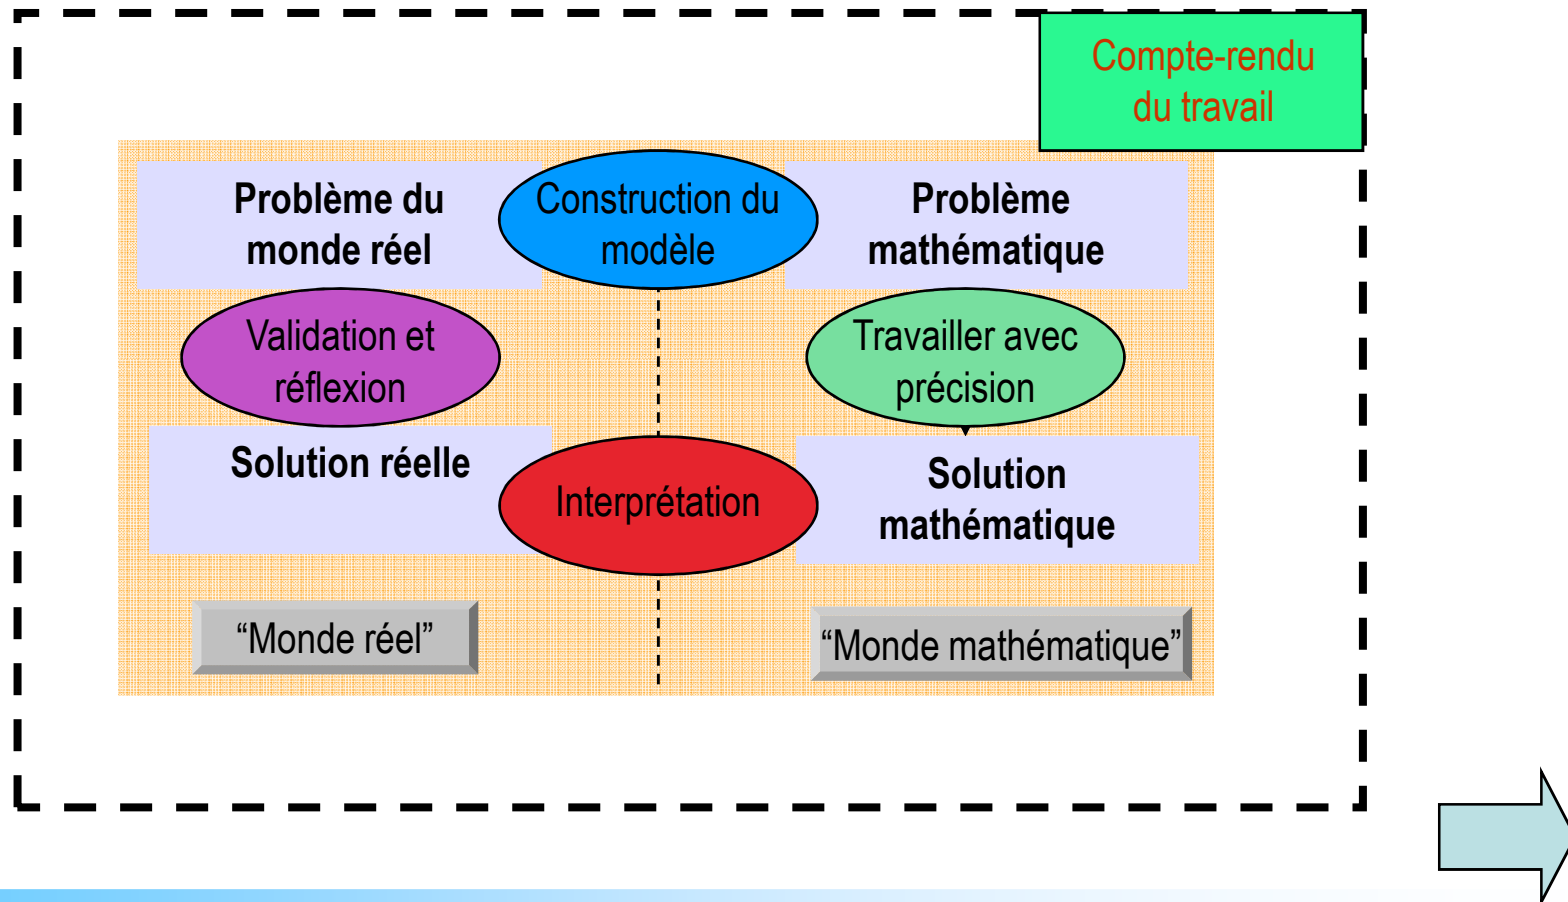 Compte-rendu
du travail
Problème du
monde réel
Construction du
modèle
Problème
mathématique
Validation et
réflexion
Travailler avec
précision
Solution réelle
Interprétation
Solution
mathématique
“Monde réel”
“Monde mathématique”